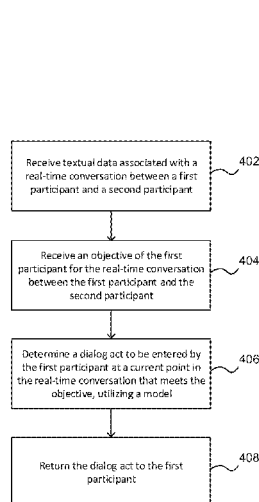 Receive textual data associated with a
real-time conversation between a first
participant and a second participant
402
Receive an objective of the first
participant for the real-time conversation
between the first participant and the
second participant
404
Determine a dialog act to be entered by
the first participant at a current point in
the real-time conversation that meets the
objective, utilizing a model
406
Return the dialog act to the first
participant
408